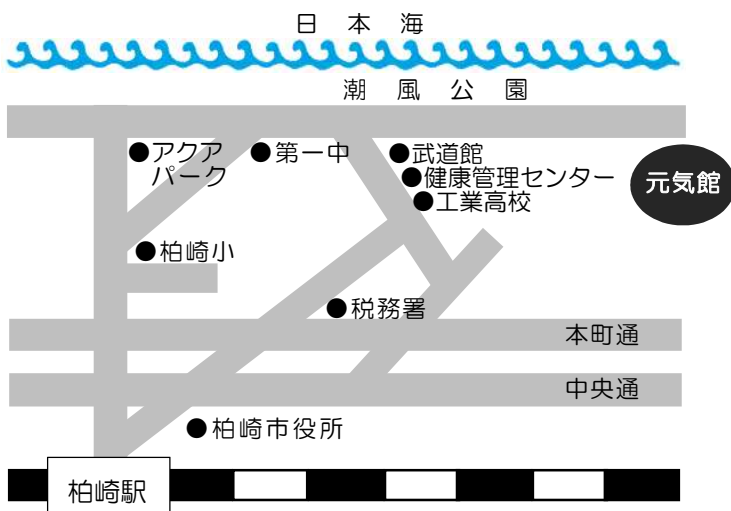 日本海
潮風公園
●アクア
パーク
●第一中
●武道館
●健康管理センター
●工業高校
元気館
●柏崎小
●税務署
本町通
中央通
●柏崎市役所
柏崎駅